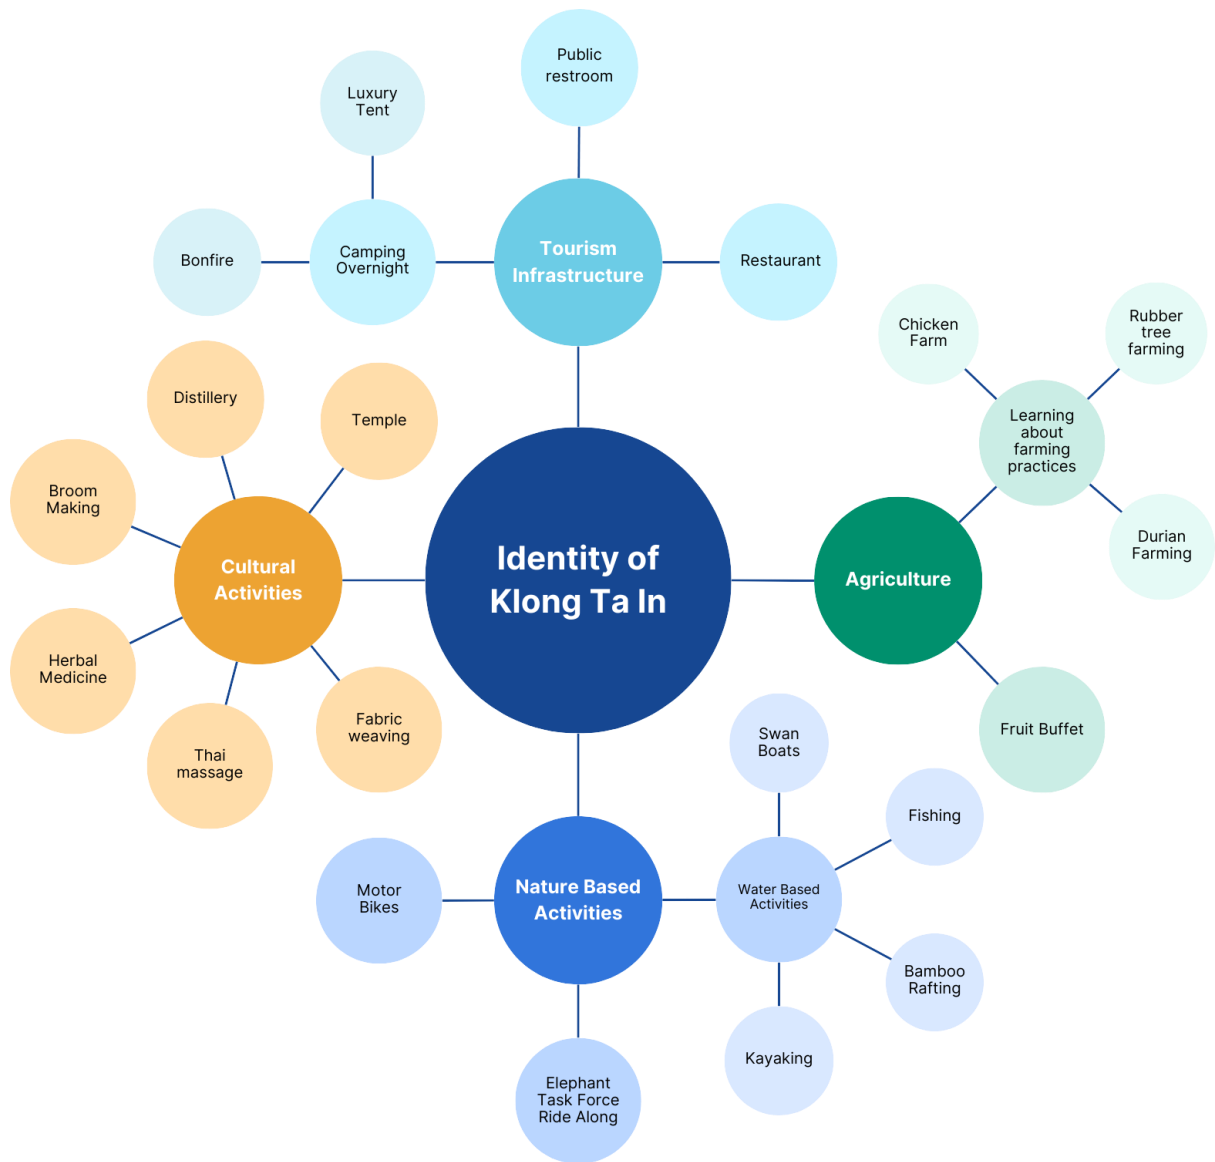 Public
restroom
Luxury
Tent
Bonfire
Camping
Overnight
Tourism
Infrastructure
Restaurant
Chicken
Farm
Rubber
tree
farming
Learning
about
farming
practices
Durian
Farming
Agriculture
Fruit Buffet
Distillery
Temple
Broom
Making
Cultural
Activities
Herbal
Medicine
Thai
massage
Fabric
weaving
Identity of
Klong Ta In
Swan
Boats
Fishing
Water Based
Activities
Bamboo
Rafting
Kayaking
Nature Based
Activities
Motor
Bikes
Elephant
Task Force
Ride Along